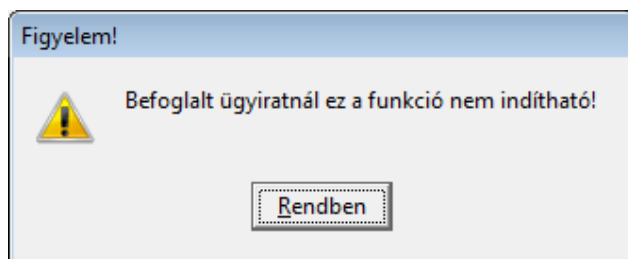 Figyelem!
Befoglalt ügyiratnál ez a funkció nem indítható!
Rendben